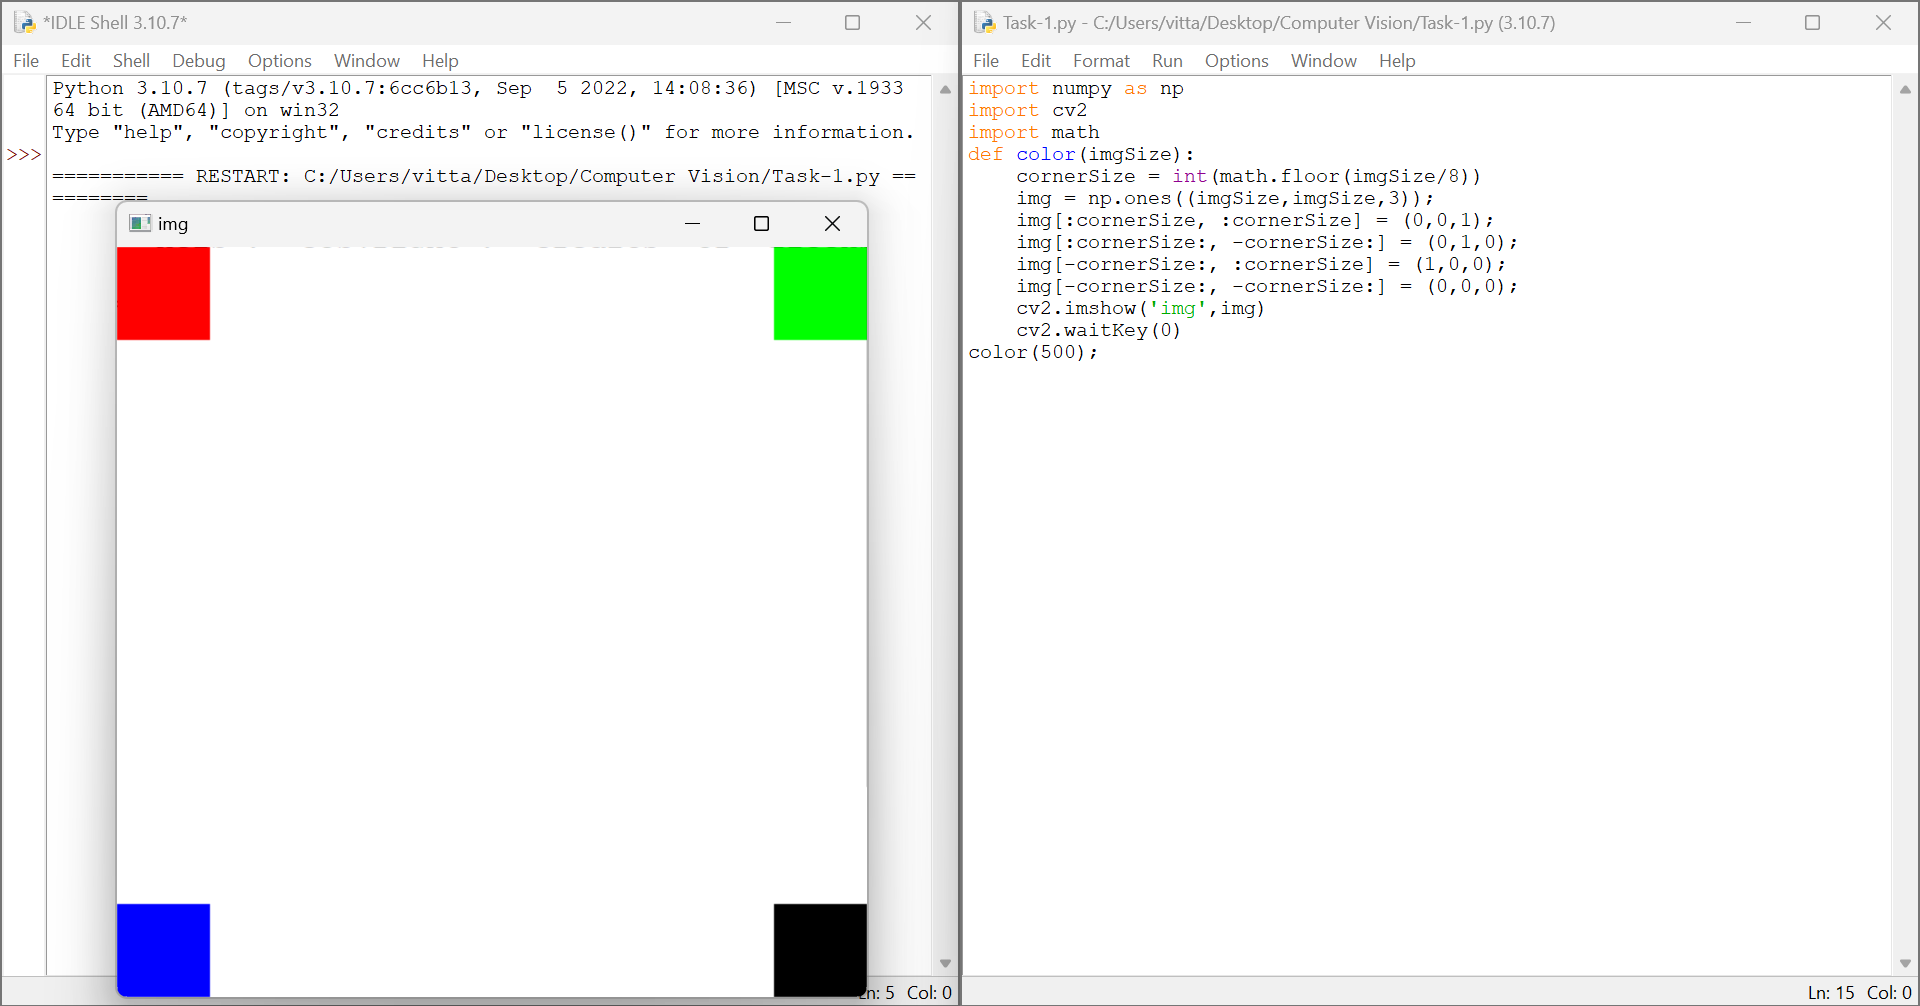 *IDLE Shell 3.10.7*
File Edit Shell Debug Options Window Help
Python 3.10.7 (tags/v3.10.7:6cc6b13, Sep  5 2022, 14:08:36) [MSC v.1933
64 bit (AMD64)] on win32
Type "help", "copyright", "credits" or "license()" for more information.
>>>
=========== RESTART: C:/Users/vitta/Desktop/Computer Vision/Task-1.py ==
========
img
Ln: 5 Col: 0
Task-1.py - C:/Users/vitta/Desktop/Computer Vision/Task-1.py (3.10.7)
File Edit Format Run Options Window Help
import numpy as np
import cv2
import math
def color(imgSize):
    cornerSize = int(math.floor(imgSize/8))
    img = np.ones((imgSize,imgSize,3));
    img[:cornerSize, :cornerSize] = (0,0,1);
    img[:cornerSize:, -cornerSize:] = (0,1,0);
    img[-cornerSize:, :cornerSize] = (1,0,0);
    img[-cornerSize:, -cornerSize:] = (0,0,0);
    cv2.imshow('img',img)
    cv2.waitKey(0)
color(500);
Ln: 15 Col: 0